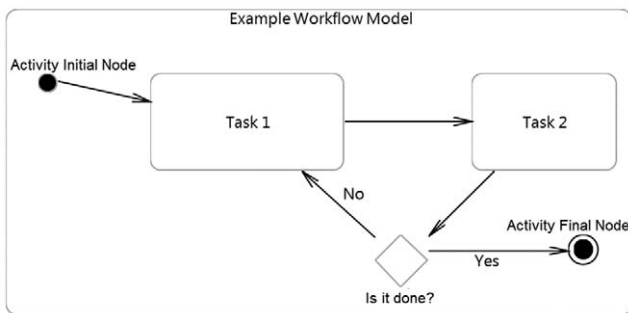 Example Workflow Model
Activity Initial Node
Task 1
Task 2
No
Activity Final Node
Yes
Is it done?